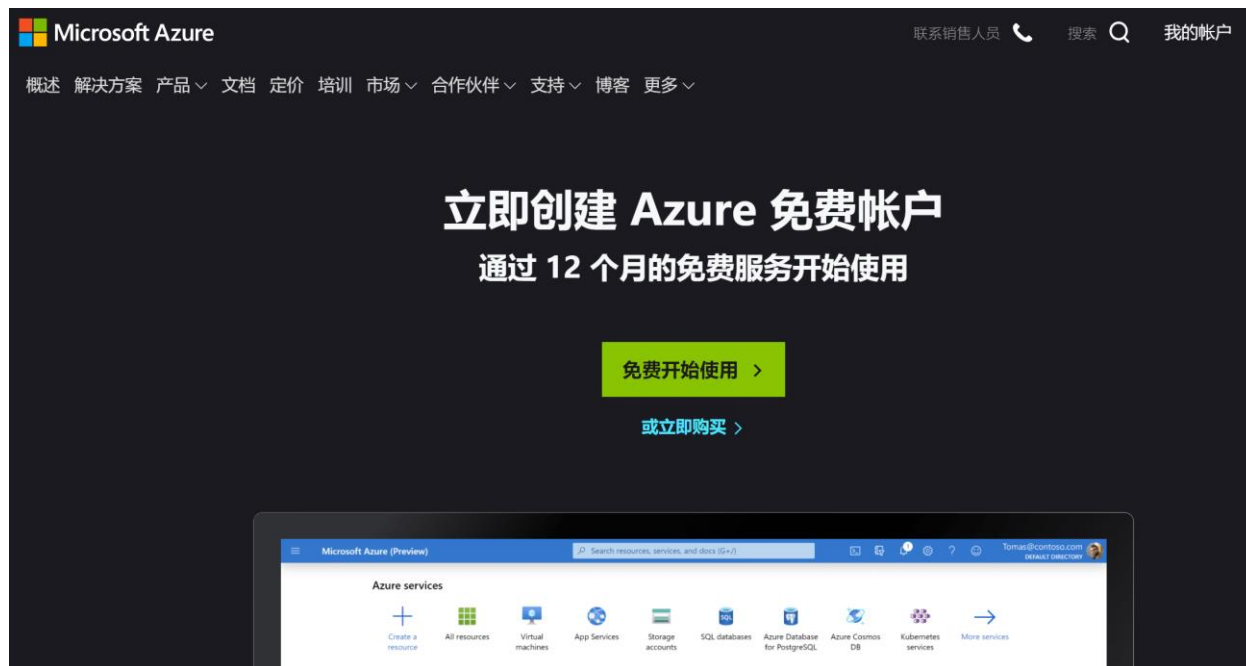 Microsoft Azure
联系销售人员 搜索 我的帐户
概述 解决方案 产品 文档 定价 培训 市场 合作伙伴 支持 博客 更多
立即创建 Azure 免费帐户
通过 12 个月的免费服务开始使用
免费开始使用
或立即购买
Microsoft Azure (Preview) Search resources, services, and docs (G+/) 1 ? Tomas@contoso.com
DEFAULT DIRECTORY
Azure services
Create a All resources Virtual App Services Storage SQL databases Azure Database Azure Cosmos Kubernetes More services
resource machines accounts for PostgreSQL DB services